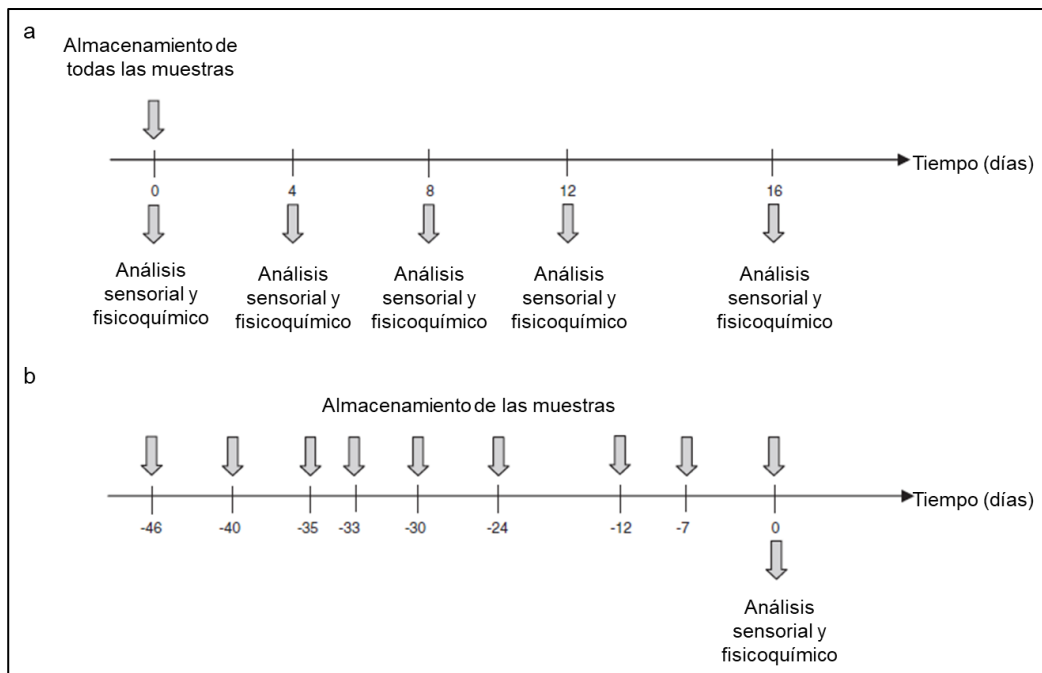 a
Almacenamiento de
todas las muestras
Tiempo (días)
0 4 8 12 16
Análisis Análisis Análisis Análisis Análisis
sensorial y sensorial y sensorial y sensorial y sensorial y
fisicoquímico fisicoquímico fisicoquímico fisicoquímico fisicoquímico
b
Almacenamiento de las muestras
Tiempo (días)
-46 -40 -35 -33 -30 -24 -12 -7 0
Análisis
sensorial y
fisicoquímico